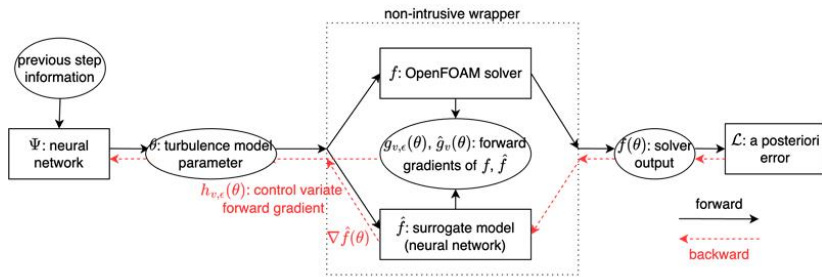 non-intrusive wrapper
previous step
information
f: OpenFOAM solver
Ψ: neural
network
θ: turbulence model
parameter
g_{v,ϵ}(θ), ĝ_v(θ): forward
gradients of f, f̂
f(θ): solver
output
ℒ: a posteriori
error
h_{v,ϵ}(θ): control variate
forward gradient
∇f̂(θ)
f̂: surrogate model
(neural network)
forward
backward